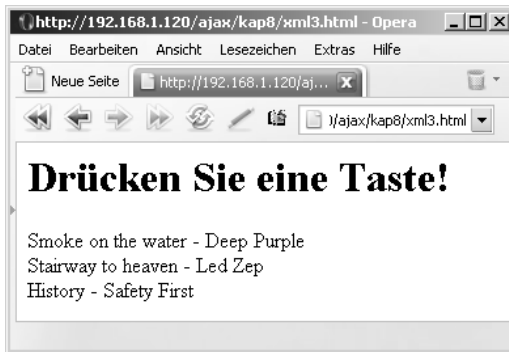 http://192.168.1.120/ajax/kap8/xml3.html - Opera
Datei Bearbeiten Ansicht Lesezeichen Extras Hilfe
Neue Seite http://192.168.1.120/aj...
)/ajax/kap8/xml3.html
Drücken Sie eine Taste!
Smoke on the water - Deep Purple
Stairway to heaven - Led Zep
History - Safety First